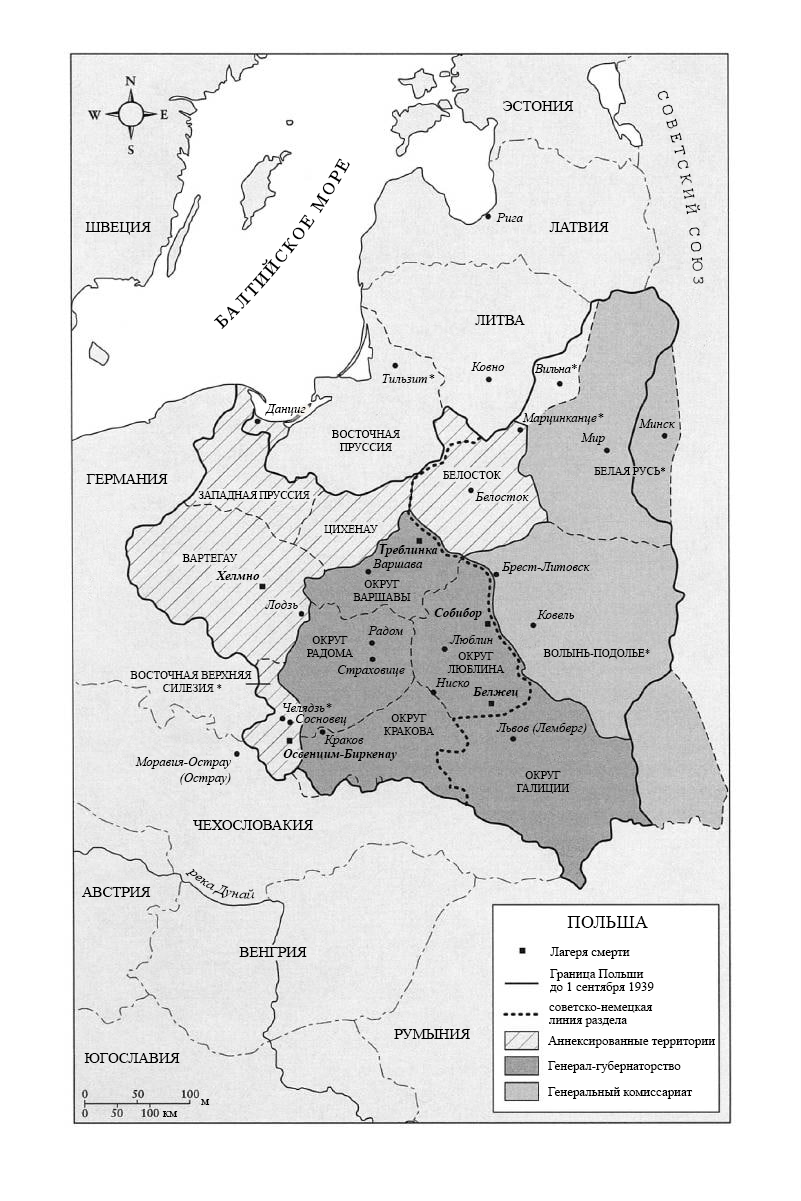 N
W
E
S
ЭСТОНИЯ
СОВЕТСКИЙ СОЮЗ
ШВЕЦИЯ
БАЛТИЙСКОЕ МОРЕ
Рига
ЛАТВИЯ
ЛИТВА
Тильзит*
Ковно
Вильна*
Данциг*
ВОСТОЧНАЯ
ПРУССИЯ
Марцинканце*
Мир
Минск
БЕЛАЯ РУСЬ*
ГЕРМАНИЯ
ЗАПАДНАЯ ПРУССИЯ
БЕЛОСТОК
Белосток
ЦИХЕНАУ
ВАРТЕГАУ
Хелмно
Треблинка
Варшава
ОКРУГ
ВАРШАВЫ
Брест-Литовск
Лодзь
Собибор
Ковель
ОКРУГ
РАДОМА
Радом
Страховице
Люблин
ОКРУГ
ЛЮБЛИНА
ВОЛЫНЬ-ПОДОЛЬЕ*
ВОСТОЧНАЯ ВЕРХНЯЯ
СИЛЕЗИЯ *
Ниско
Белжец
Челядзь*
Сосновец
Краков
ОКРУГ
КРАКОВА
Львов (Лемберг)
Освенцим-Биркенау
Моравия-Острау
(Острау)
ОКРУГ
ГАЛИЦИИ
ЧЕХОСЛОВАКИЯ
АВСТРИЯ
река Дунай
ВЕНГРИЯ
РУМЫНИЯ
ЮГОСЛАВИЯ
0 50 100 м
0 50 100 км
ПОЛЬША
Лагеря смерти
Граница Польши
до 1 сентября 1939
советско-немецкая
линия раздела
Аннексированные территории
Генерал-губернаторство
Генеральный комиссариат